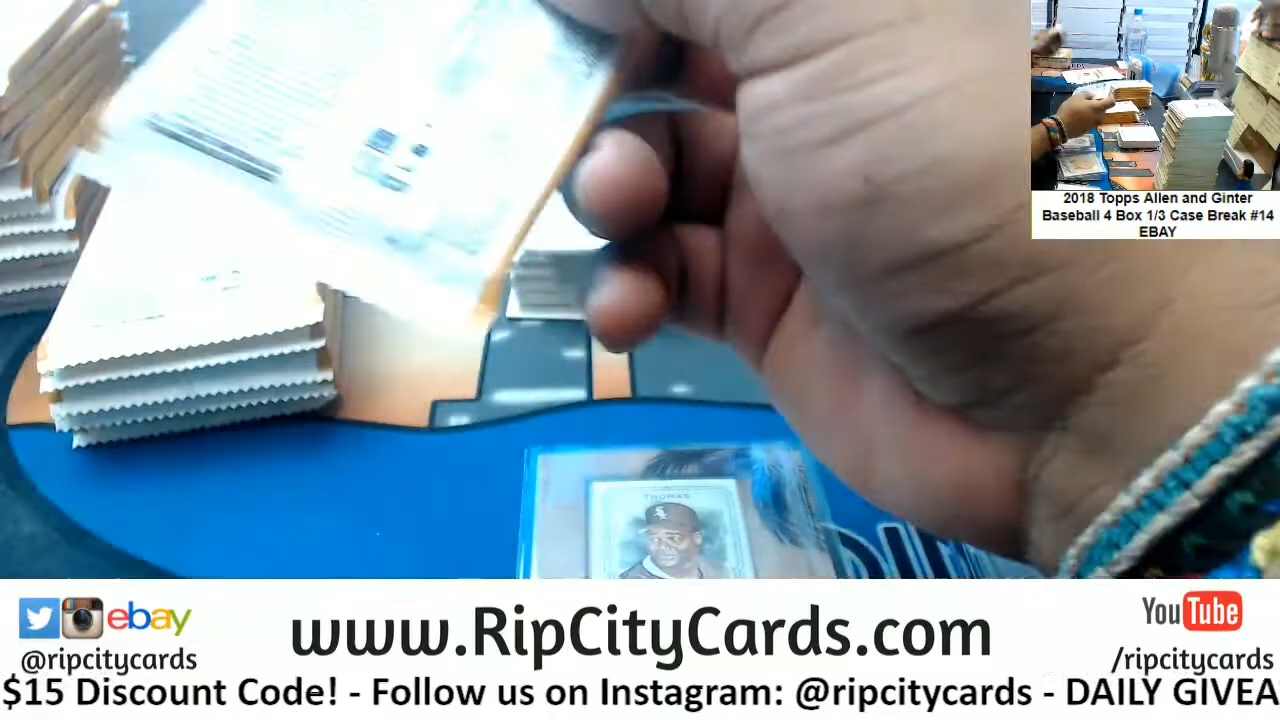 2018 Topps Allen and Ginter
Baseball 4 Box 1/3 Case Break #14
EBAY
THOMAS
ebay
www.RipCityCards.com
YouTube
@ripcitycards
/ripcitycards
$15 Discount Code! - Follow us on Instagram: @ripcitycards - DAILY GIVEA